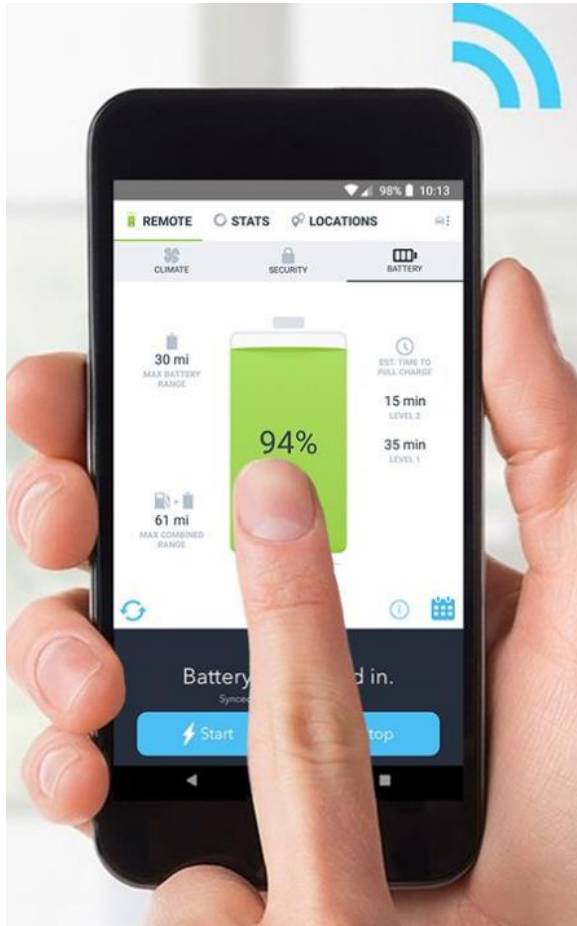 98% 10:13
REMOTE STATS LOCATIONS
CLIMATE SECURITY BATTERY
30 mi
MAX BATTERY
RANGE
EST. TIME TO
FULL CHARGE
15 min
LEVEL 2
35 min
LEVEL 1
94%
61 mi
MAX COMBINED
RANGE
Battery d in.
Synced
Start top